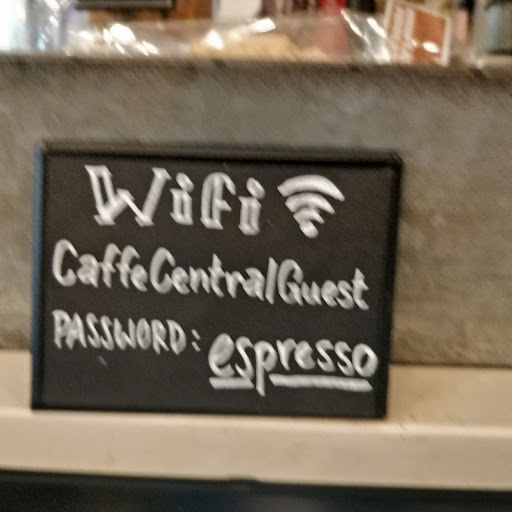 WiFi
CaffeCentralGuest
PASSWORD: espresso